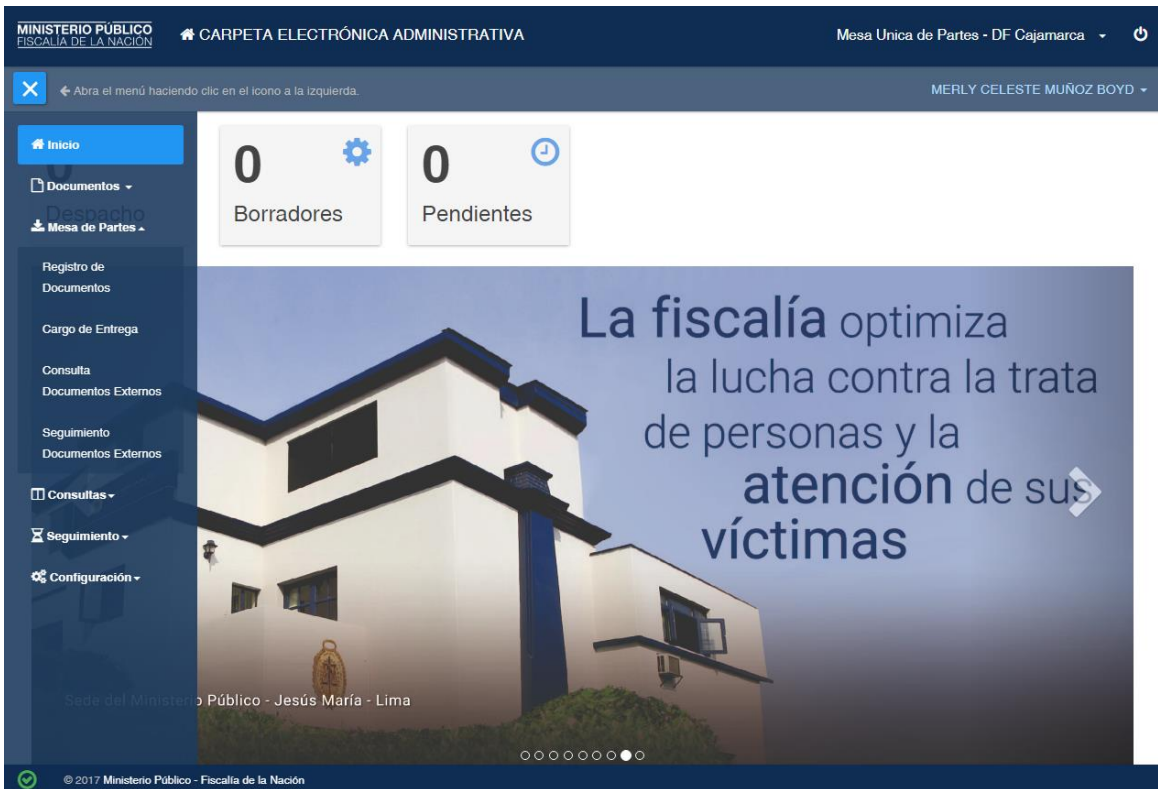 MINISTERIO PÚBLICO
FISCALÍA DE LA NACIÓN
CARPETA ELECTRÓNICA ADMINISTRATIVA
Mesa Unica de Partes - DF Cajamarca
Abra el menú haciendo clic en el icono a la izquierda.
MERLY CELESTE MUÑOZ BOYD
Inicio
Documentos
Mesa de Partes
Registro de
Documentos
Cargo de Entrega
Consulta
Documentos Externos
Seguimiento
Documentos Externos
Consultas
Seguimiento
Configuración
0
Despacho
0
Borradores
0
Pendientes
La fiscalía optimiza
la lucha contra la trata
de personas y la
atención de sus
víctimas
Sede del Ministerio Público - Jesús María - Lima
© 2017 Ministerio Público - Fiscalía de la Nación